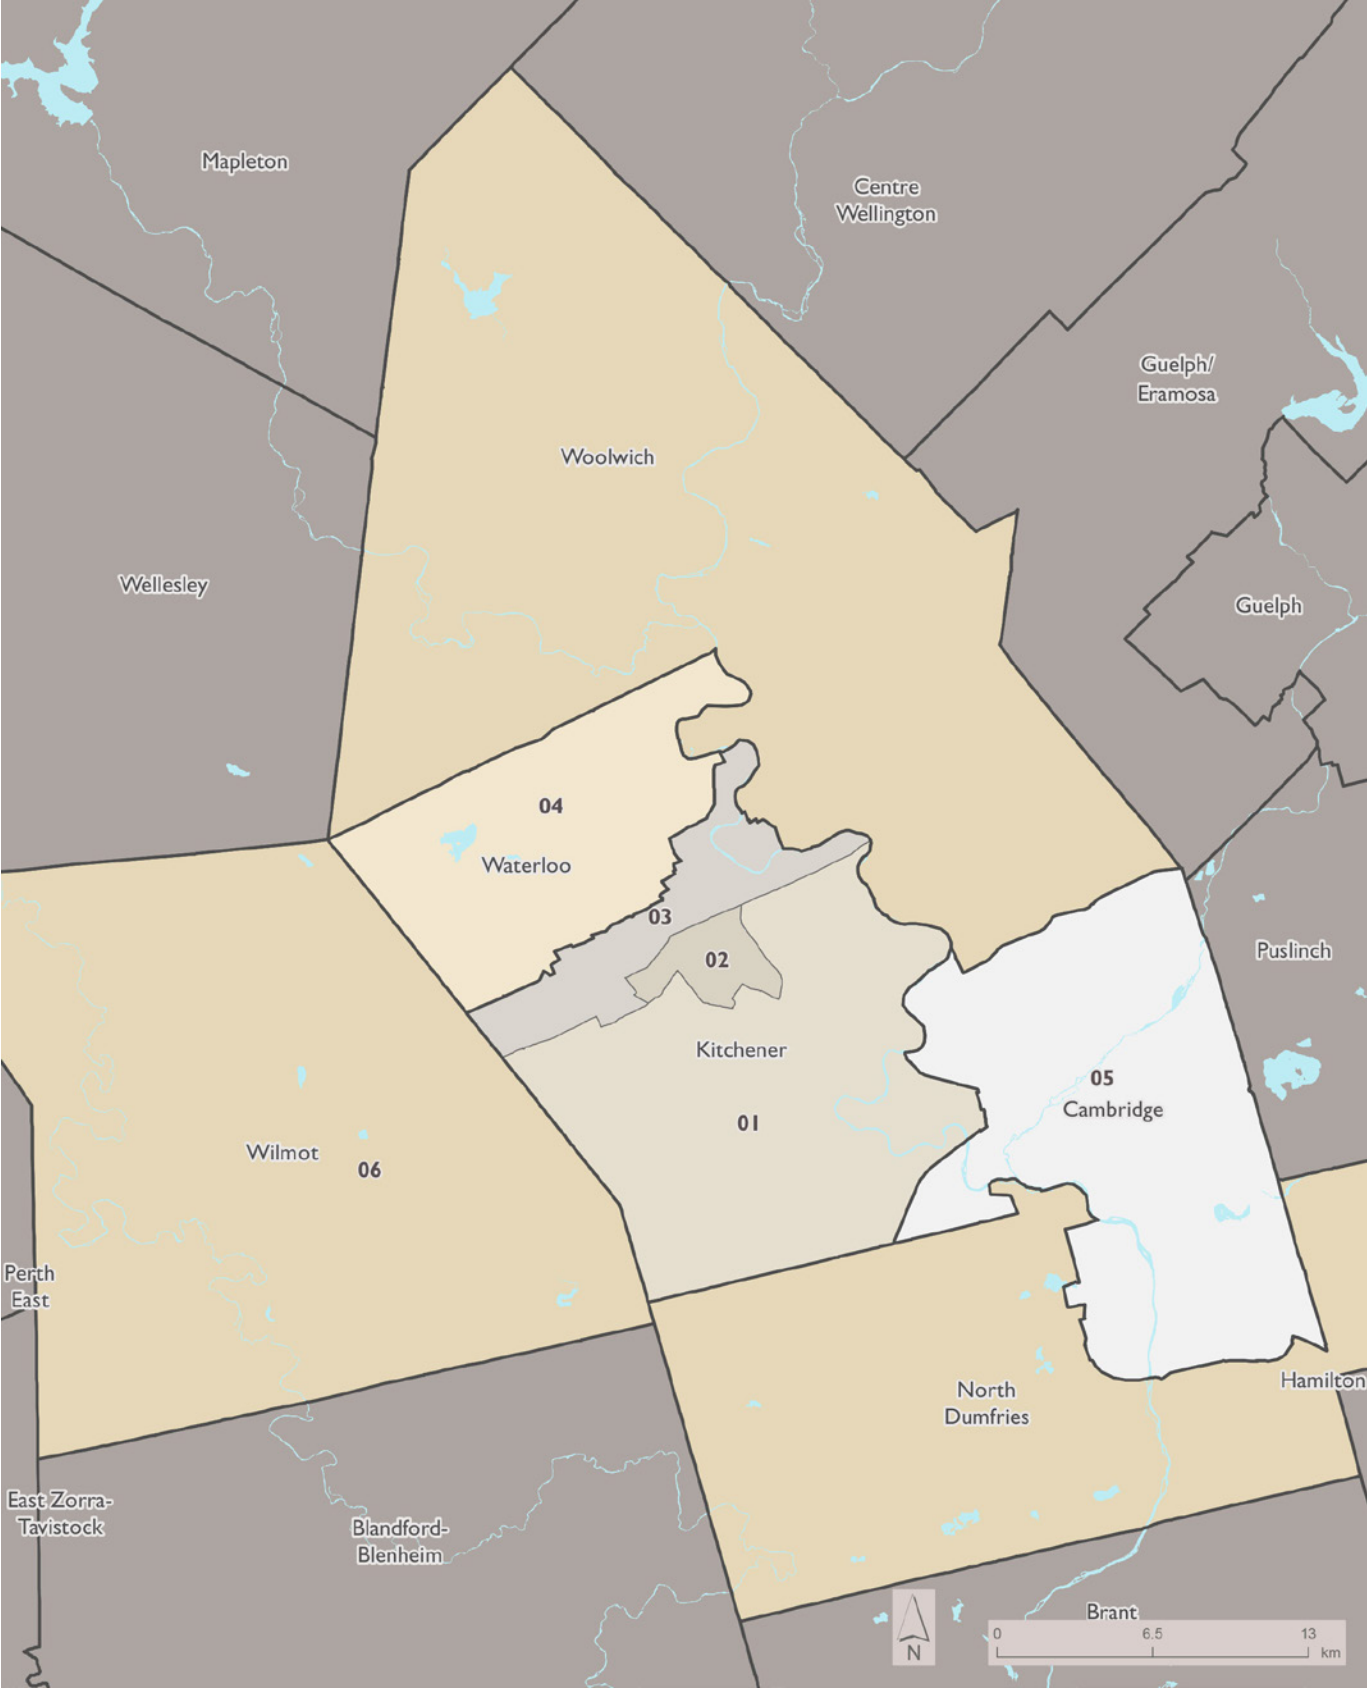 Mapleton
Centre
Wellington
Guelph/
Eramosa
Woolwich
Wellesley
Guelph
04
Waterloo
03
02
Puslinch
Kitchener
05
Cambridge
01
Wilmot
06
Perth
East
Hamilton
North
Dumfries
East Zorra-
Tavistock
Blandford-
Blenheim
Brant
N
0 6.5 13
km